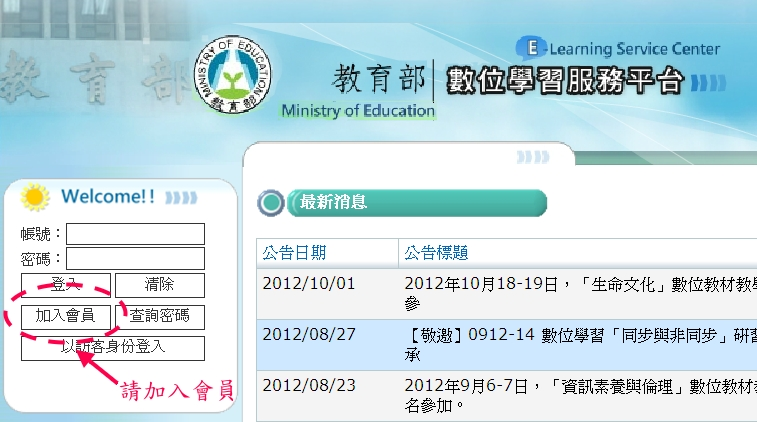 E -Learning Service Center
教育部
MINISTRY OF EDUCATION
教育部
教育部
數位學習服務平台
Ministry of Education
Welcome!!
帳號：
密碼：
登入 清除
加入會員 查詢密碼
以訪客身份登入
請加入會員
最新消息
公告日期 公告標題
2012/10/01 2012年10月18-19日，「生命文化」數位教材教
參
2012/08/27 【敬邀】0912-14 數位學習「同步與非同步」研習
承
2012/08/23 2012年9月6-7日，「資訊素養與倫理」數位教材
名參加。